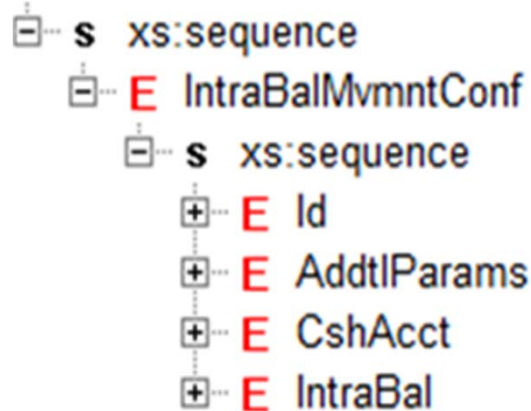 s xs:sequence
E IntraBalMvmntConf
s xs:sequence
E Id
E AddtlParams
E CshAcct
E IntraBal